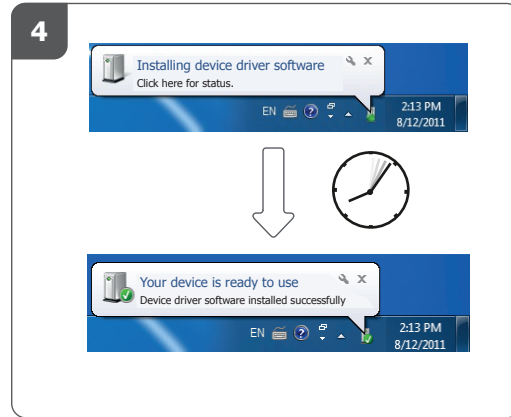 4
Installing device driver software
Click here for status.
EN
2:13 PM
8/12/2011
Your device is ready to use
Device driver software installed successfully
EN
2:13 PM
8/12/2011